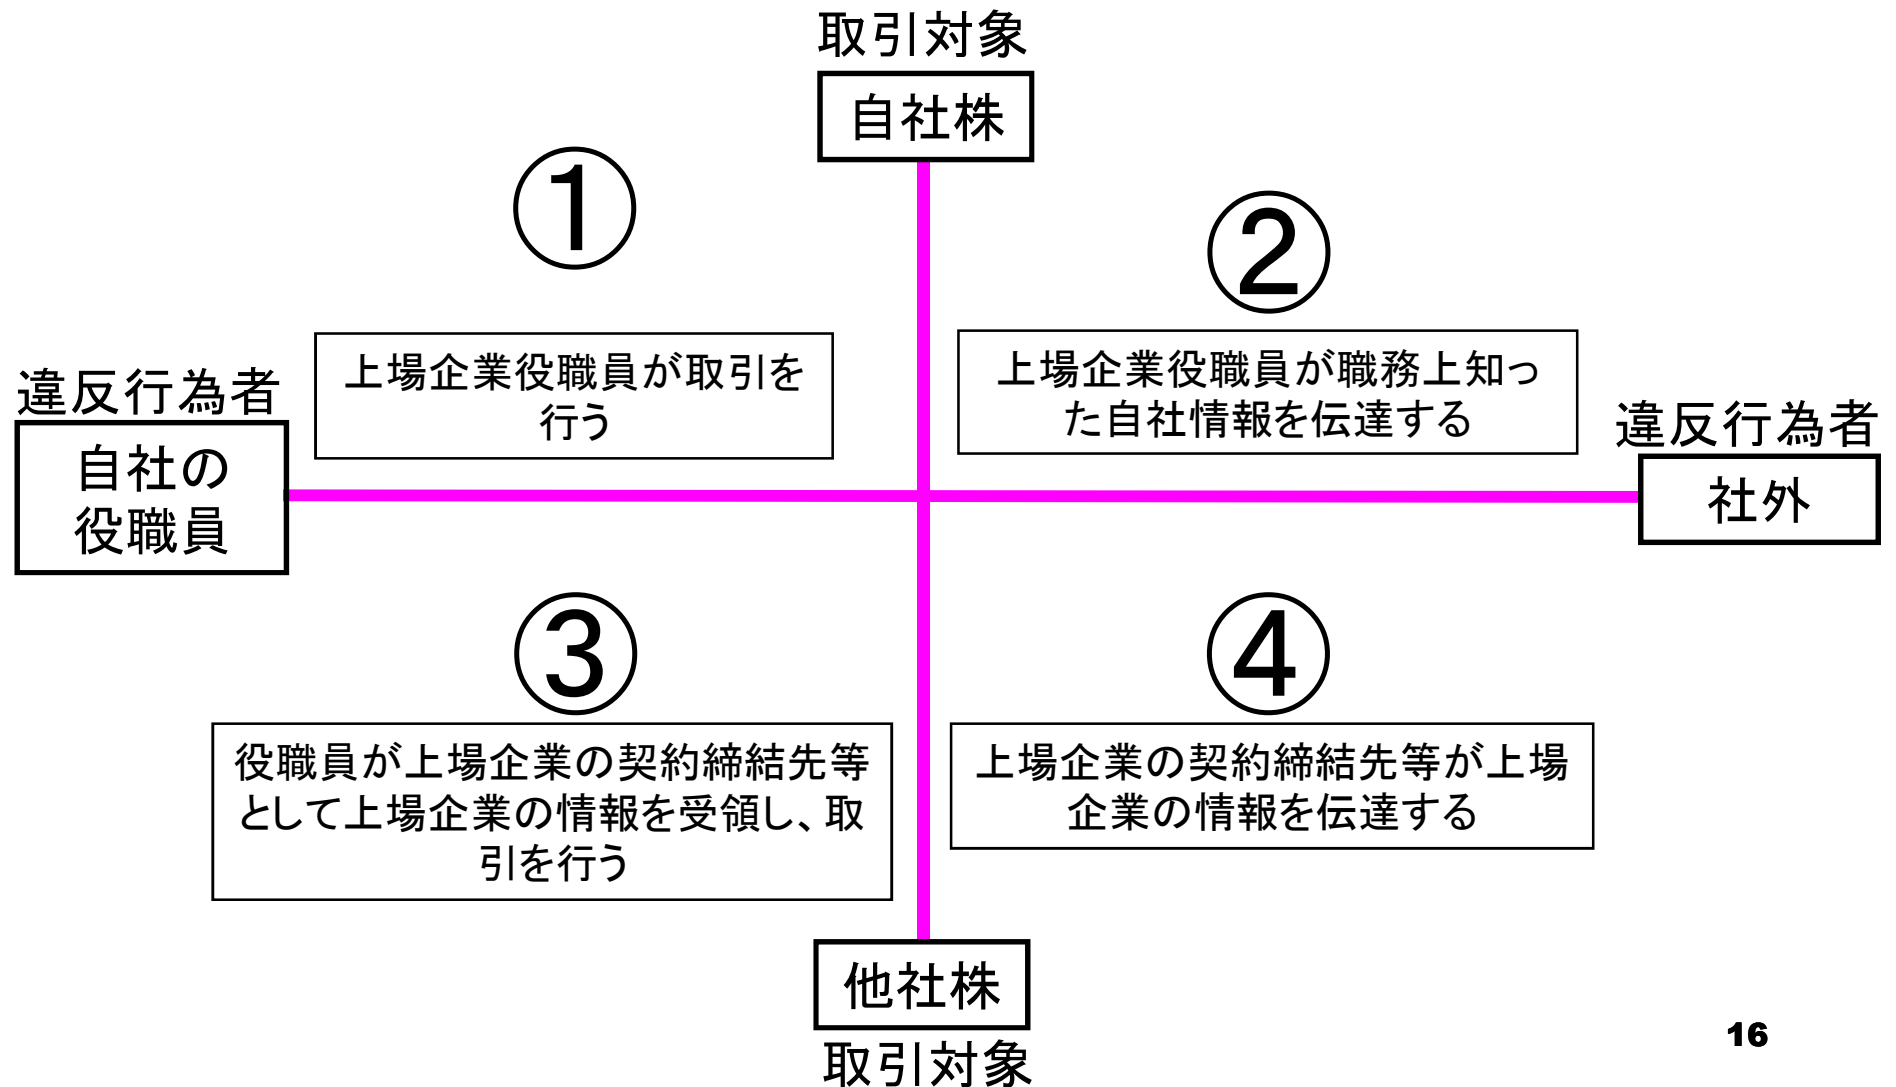 取引対象
自社株
①
②
上場企業役職員が取引を
行う
上場企業役職員が職務上知っ
た自社情報を伝達する
違反行為者
自社の
役職員
違反行為者
社外
③
④
役職員が上場企業の契約締結先等
として上場企業の情報を受領し、取
引を行う
上場企業の契約締結先等が上場
企業の情報を伝達する
他社株
取引対象
16